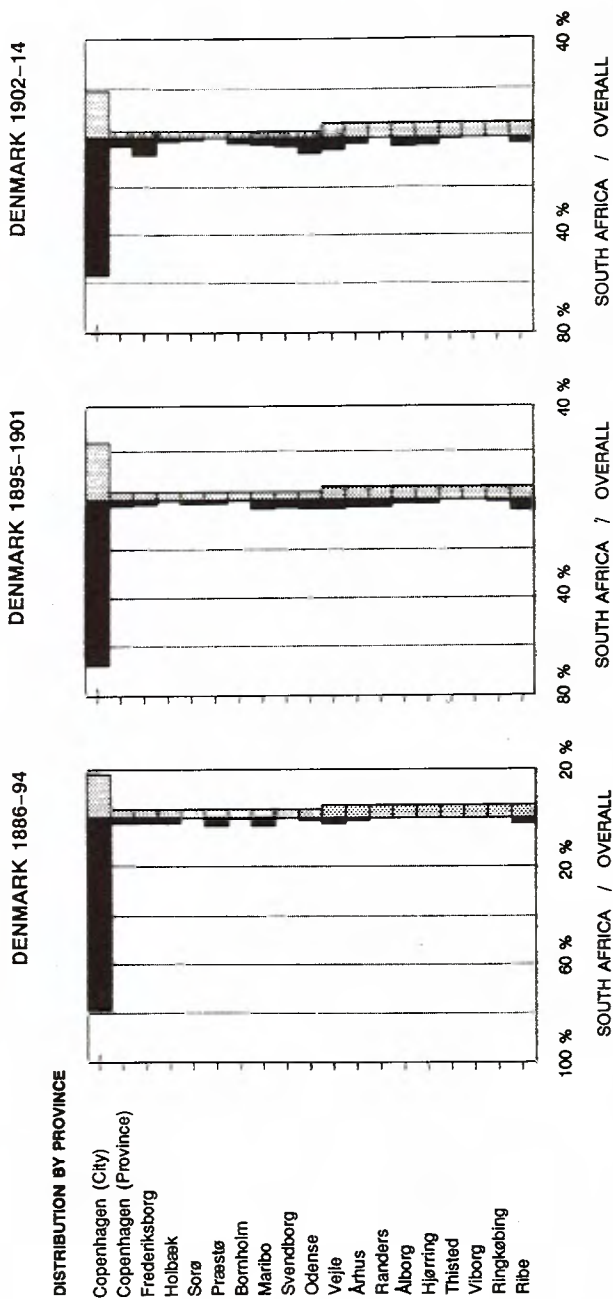 DISTRIBUTION BY PROVINCE
Copenhagen (City)
Copenhagen (Province)
Frederiksborg
Holbæk
Sorø
Præstø
Bornholm
Maribo
Svendborg
Odense
Vejle
Århus
Randers
Ålborg
Hjørring
Thisted
Viborg
Ringkøbing
Ribe
DENMARK 1886–94
100 %
60 %
20 %
20 %
SOUTH AFRICA / OVERALL
DENMARK 1895–1901
80 %
40 %
40 %
SOUTH AFRICA / OVERALL
DENMARK 1902–14
80 %
40 %
40 %
SOUTH AFRICA / OVERALL